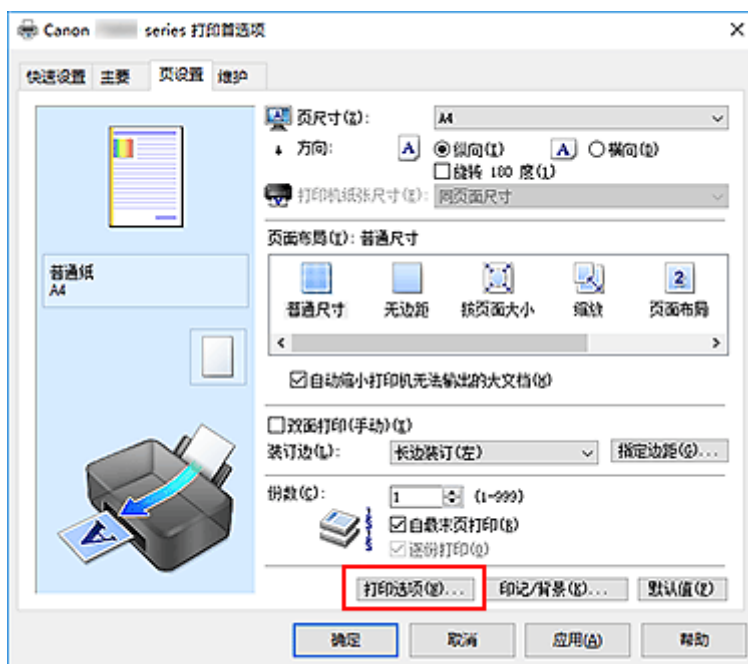 Canon series 打印首选项
快速设置 主要 页设置 维护
页尺寸(Z): A4
方向: A 纵向(I) A 横向(D)
旋转 180 度(1)
打印机纸张尺寸(E): 同页面尺寸
页面布局(I): 普通尺寸
普通尺寸 无边距 按页面大小 缩放 页面布局
普通纸
A4
自动缩小打印机无法输出的大文档(8)
双面打印(手动)(X)
装订边(L): 长边装订(左) 指定边距(G)...
份数(C): 1 (1-999)
自最末页打印(R)
逐份打印(O)
打印选项(N)... 印记/背景(K)... 默认值(F)
确定 取消 应用(A) 帮助